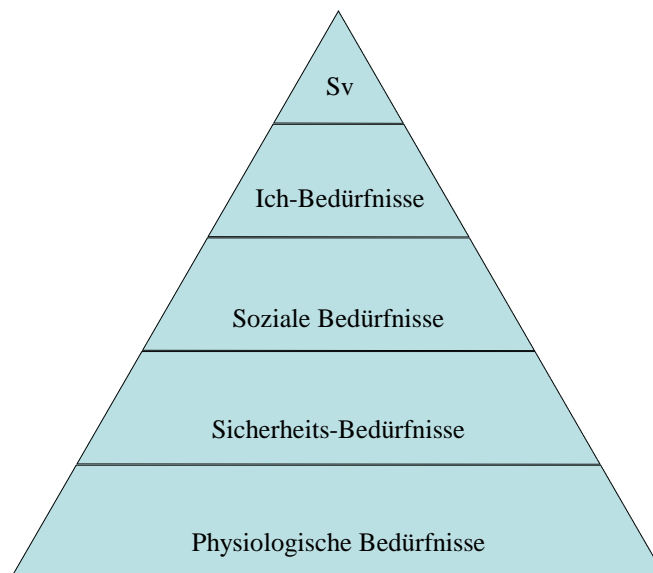 Sv
Ich-Bedürfnisse
Soziale Bedürfnisse
Sicherheits-Bedürfnisse
Physiologische Bedürfnisse